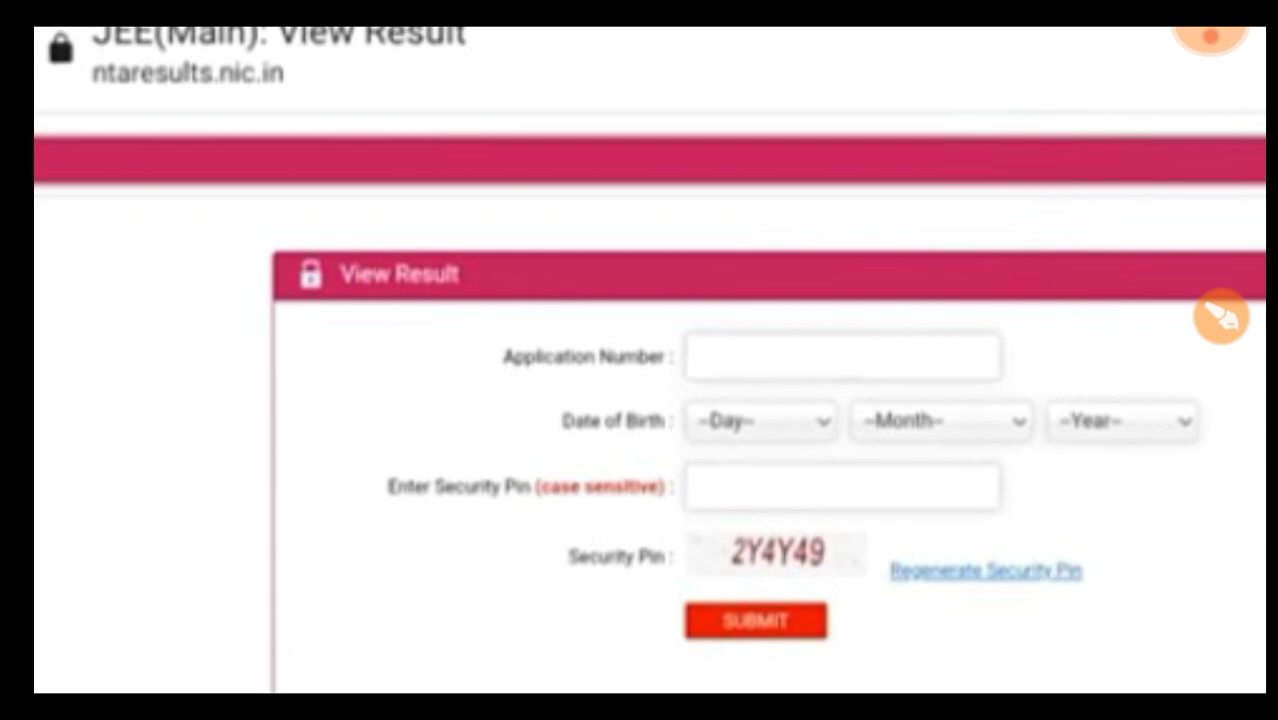 JEE(Main): View Result
ntaresults.nic.in
View Result
Application Number :
Date of Birth : --Day-- --Month-- --Year--
Enter Security Pin (case sensitive) :
Security Pin : 2Y4Y49 Regenerate Security Pin
SUBMIT